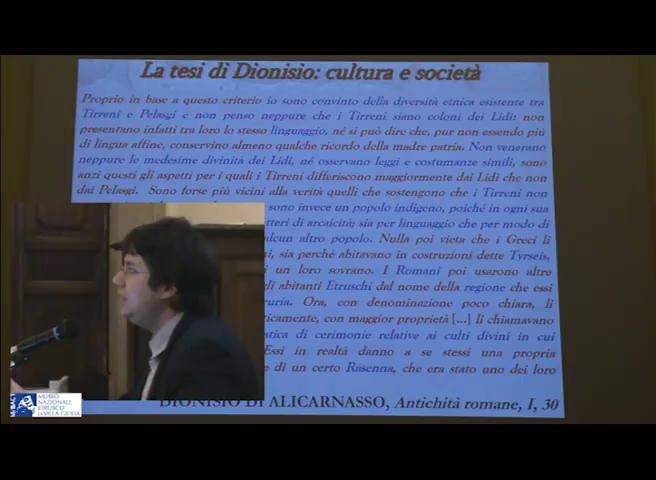 La tesi di Dionisio: cultura e società
Proprio in base a questo criterio io sono convinto della diversità etnica esistente tra
Tirreni e Pelasgi e non penso neppure che i Tirreni siano coloni dei Lidi: non
presentano infatti tra loro lo stesso linguaggio, né si può dire che, pur non essendo più
di lingua affine, conservino almeno qualche ricordo della madre patria. Non venerano
neppure le medesime divinità dei Lidi, né osservano leggi e costumanze simili, sono
anzi questi gli aspetti per i quali i Tirreni differiscono maggiormente dai Lidi che non
dai Pelasgi. Sono forse più vicini alla verità quelli che sostengono che i Tirreni non
sono invece un popolo indigeno, poiché in ogni sua
tteri di arcaicità; sia per linguaggio che per modo di
alcun altro popolo. Nulla poi vieta che i Greci li
i, sia perché abitavano in costruzioni dette Tyrseis,
i un loro sovrano. I Romani poi usarono altre
gli abitanti Etruschi dal nome della regione che essi
ruria. Ora, con denominazione poco chiara, li
ticamente, con maggior proprietà [...] li chiamavano
atica di cerimonie relative ai culti divini in cui
Essi in realtà danno a se stessi una propria
e di un certo Rasenna, che era stato uno dei loro
DIONISIO DI ALICARNASSO, Antichità romane, I, 30
MUSEO
NAZIONALE
ETRUSCO
DI VILLA GIULIA